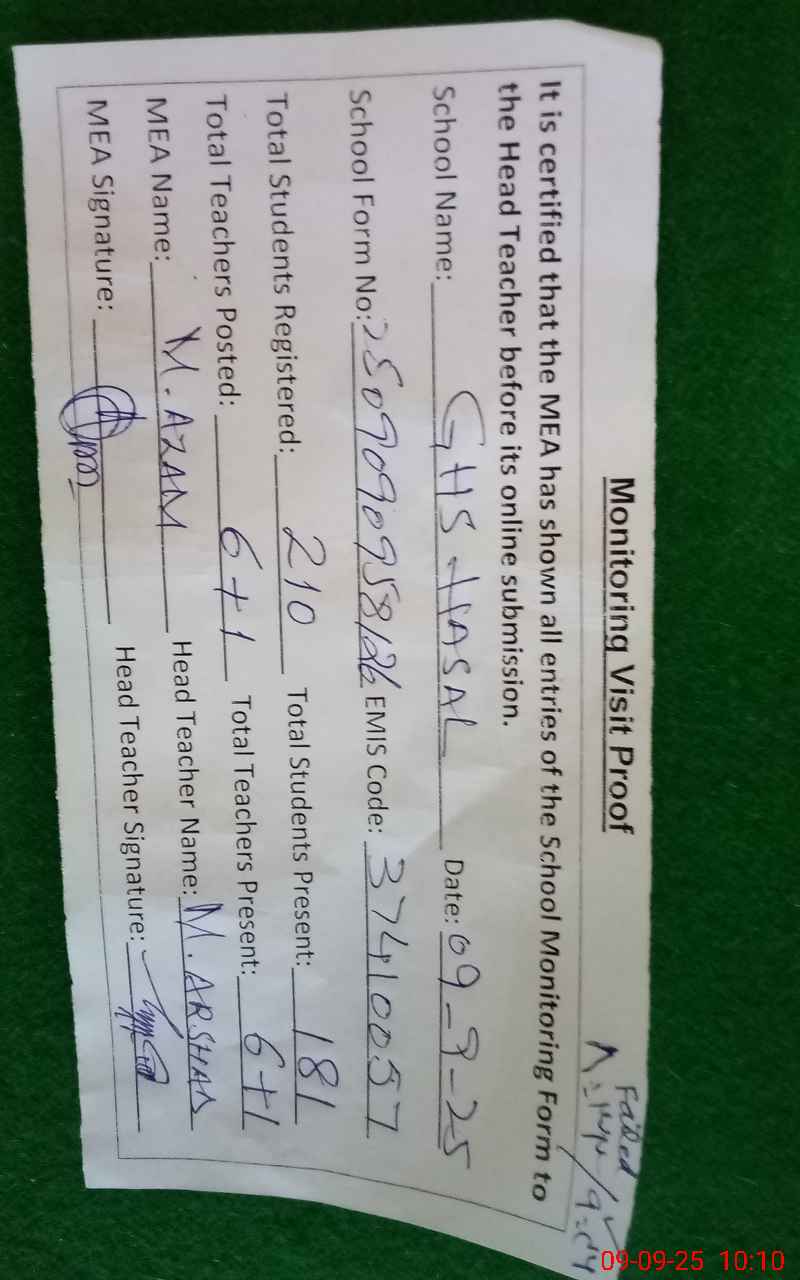 Monitoring Visit Proof
Failed
It is certified that the MEA has shown all entries of the School Monitoring Form to
the Head Teacher before its online submission.
School Name: GHS HASAL Date: 09-9-25
School Form No: 2509090958126 EMIS Code: 37410057
Total Students Registered: 210 Total Students Present: 181
Total Teachers Posted: 6+1 Total Teachers Present: 6+1
MEA Name: M. AZAM Head Teacher Name: M. ARSHAD
MEA Signature: Head Teacher Signature:
09-09-25 10:10